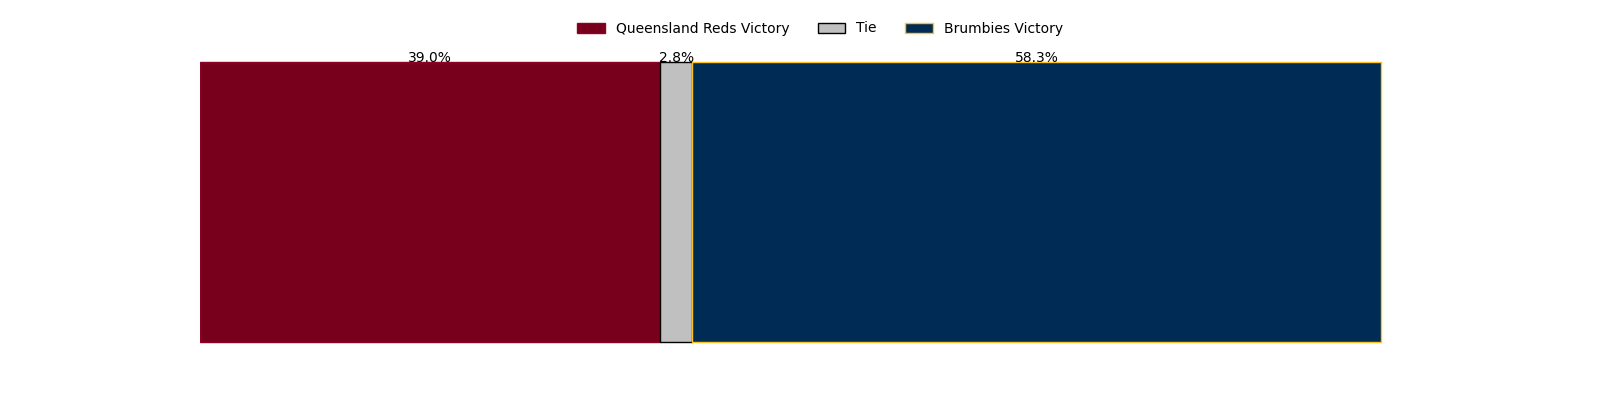 Queensland Reds Victory Tie Brumbies Victory
39.0% 2.8% 58.3%